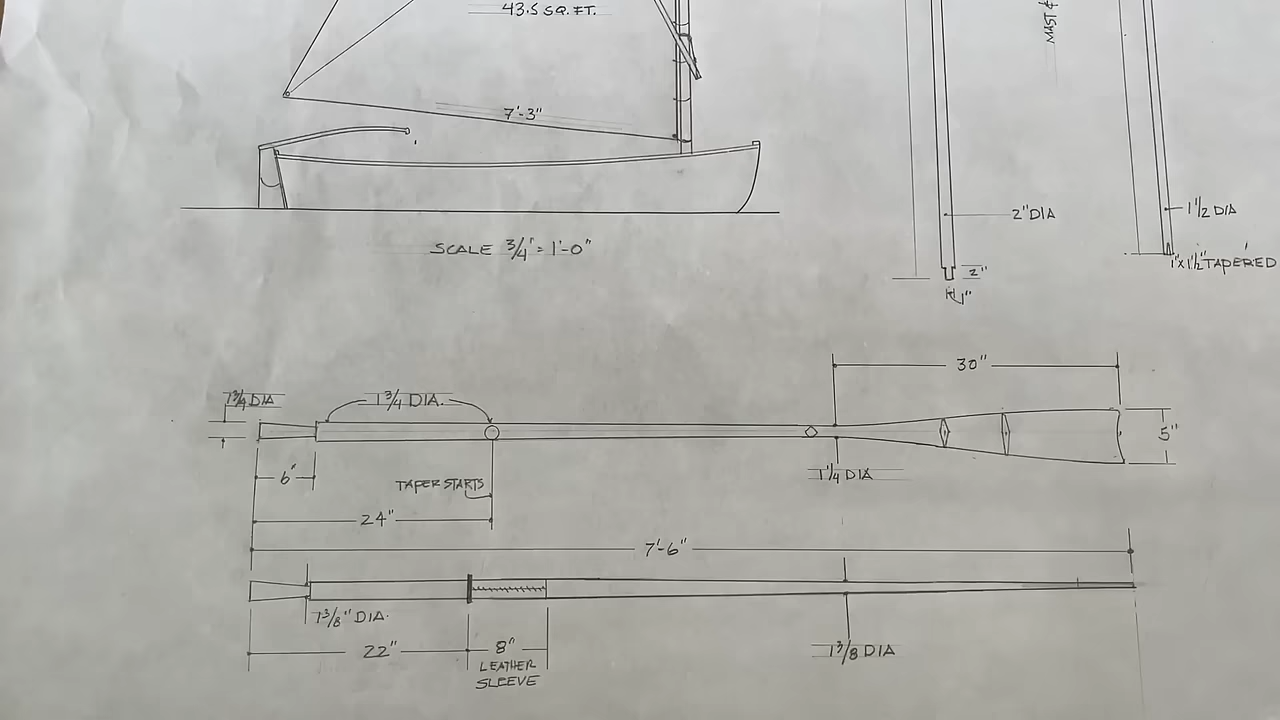 43.5 SQ. FT.
MAST &
7'-3"
2" DIA
1 1/2 DIA
SCALE 3/4" = 1'-0"
2"
1"
1" x 1 1/2" TAPERED
30"
1 3/4 DIA
1 3/4 DIA.
5"
6"
TAPER STARTS
1 1/4 DIA
24"
7'-6"
1 3/8" DIA.
22"
8"
LEATHER
SLEEVE
1 3/8 DIA